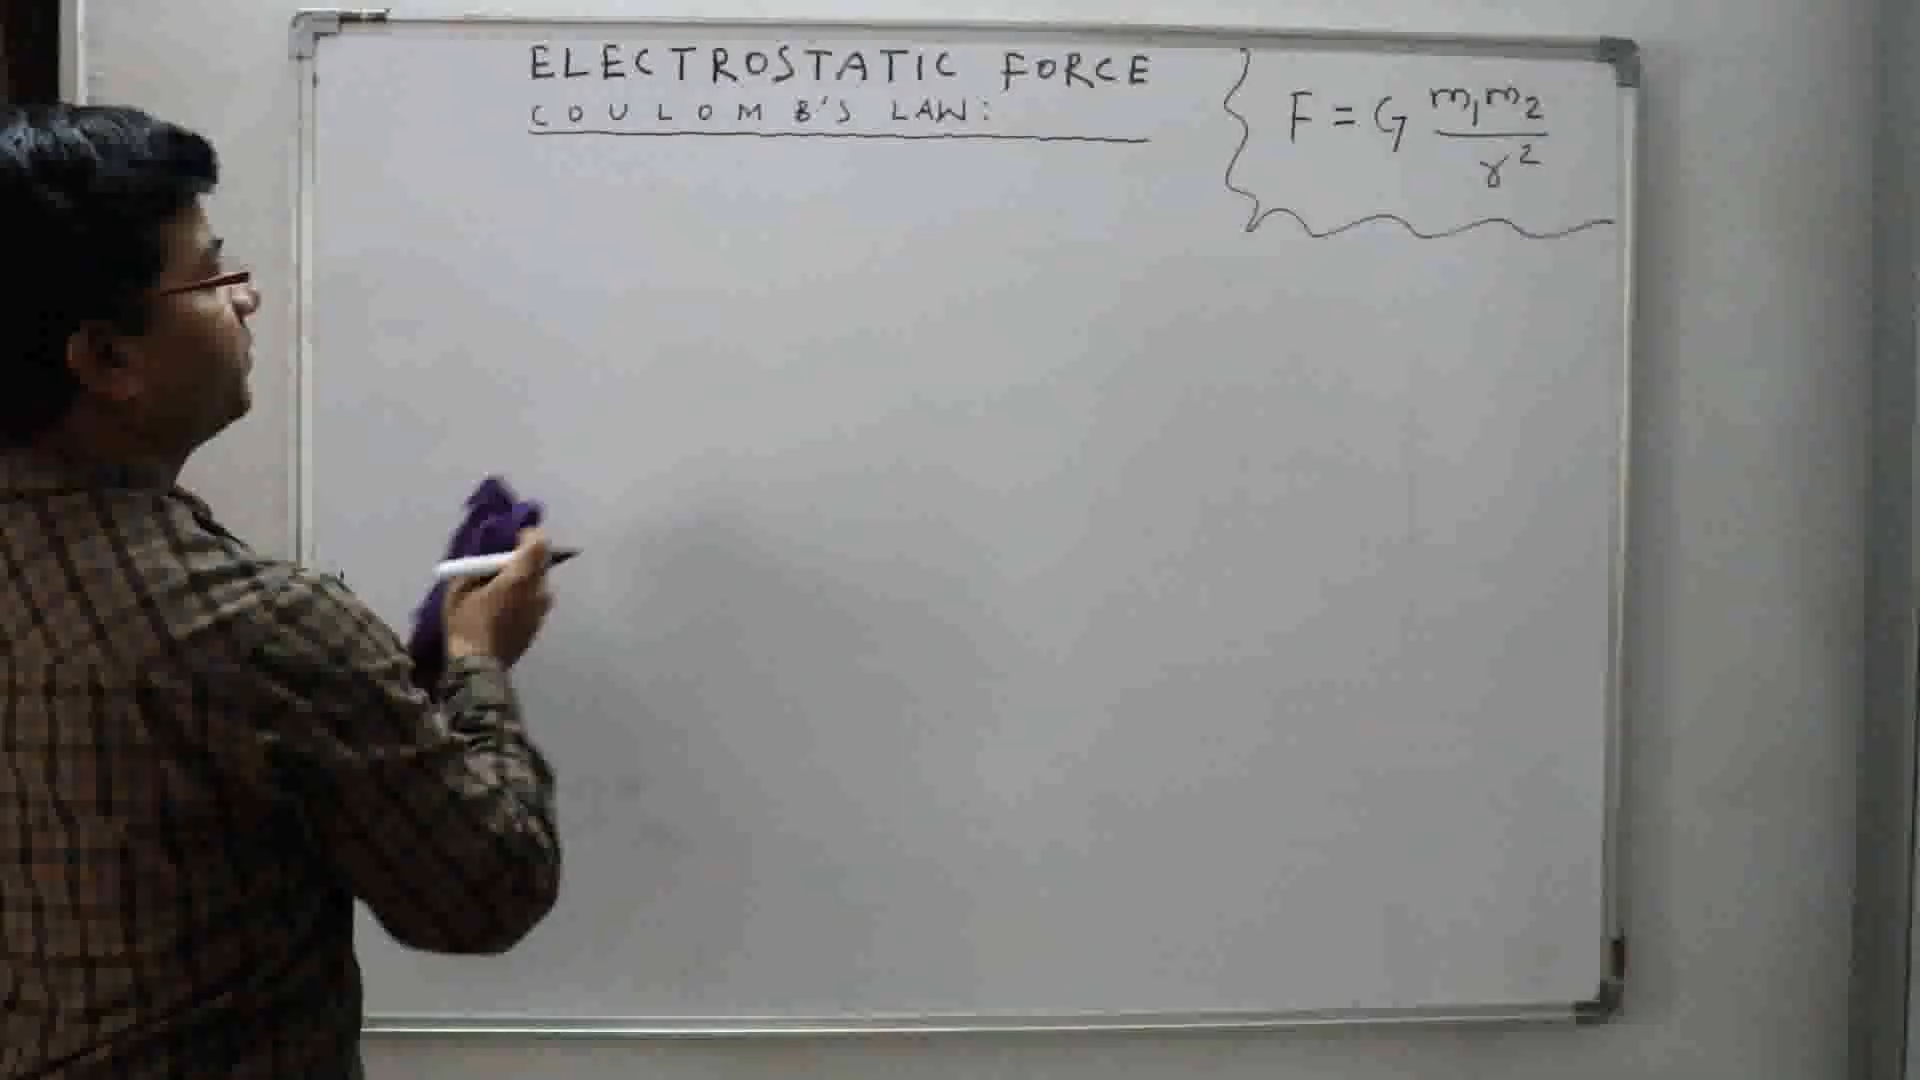 ELECTROSTATIC FORCE
COULOMB'S LAW:
F = G m₁m₂ / r²